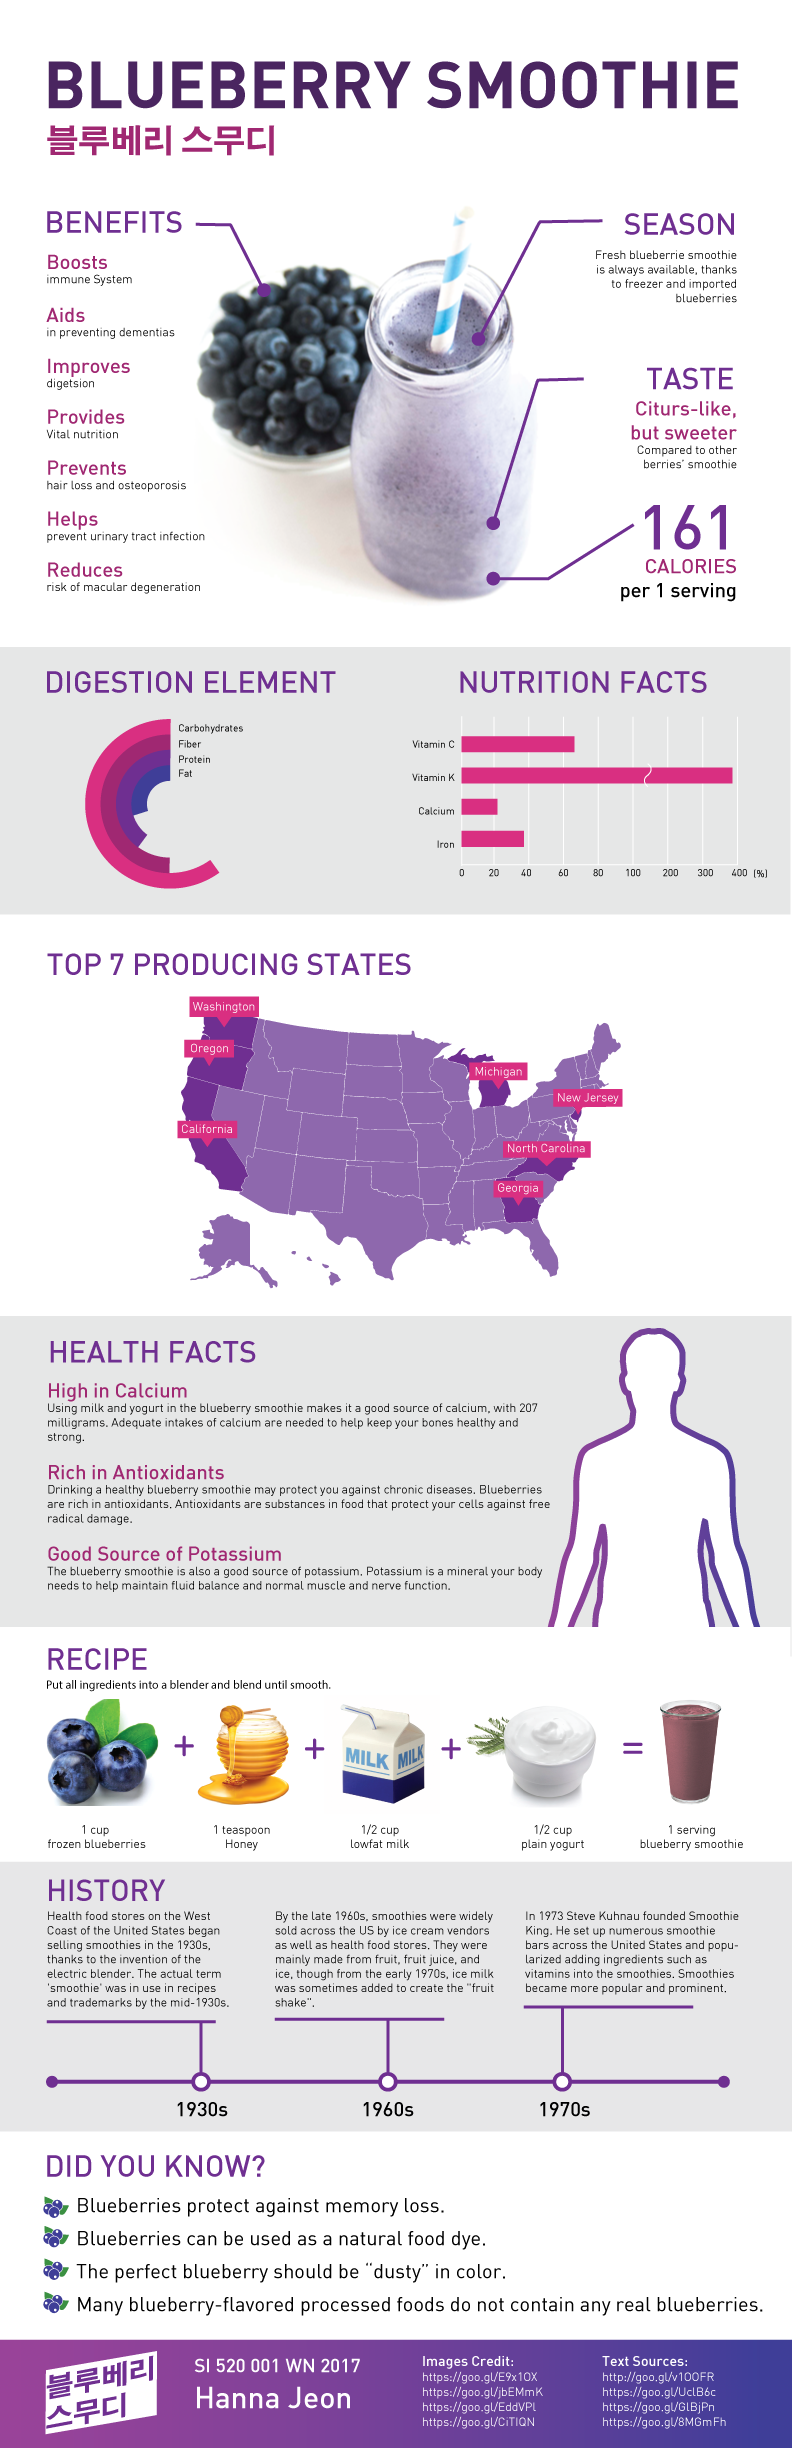 BLUEBERRY SMOOTHIE
블루베리 스무디
BENEFITS
Boosts
immune System
Aids
in preventing dementias
Improves
digetsion
Provides
Vital nutrition
Prevents
hair loss and osteoporosis
Helps
prevent urinary tract infection
Reduces
risk of macular degeneration
SEASON
Fresh blueberrie smoothie
is always available, thanks
to freezer and imported
blueberries
TASTE
Citurs-like,
but sweeter
Compared to other
berries' smoothie
161
CALORIES
per 1 serving
DIGESTION ELEMENT
Carbohydrates
Fiber
Protein
Fat
NUTRITION FACTS
Vitamin C
Vitamin K
Calcium
Iron
0 20 40 60 80 100 200 300 400 (%)
TOP 7 PRODUCING STATES
Washington
Oregon
Michigan
New Jersey
California
North Carolina
Georgia
HEALTH FACTS
High in Calcium
Using milk and yogurt in the blueberry smoothie makes it a good source of calcium, with 207
milligrams. Adequate intakes of calcium are needed to help keep your bones healthy and
strong.
Rich in Antioxidants
Drinking a healthy blueberry smoothie may protect you against chronic diseases. Blueberries
are rich in antioxidants. Antioxidants are substances in food that protect your cells against free
radical damage.
Good Source of Potassium
The blueberry smoothie is also a good source of potassium. Potassium is a mineral your body
needs to help maintain fluid balance and normal muscle and nerve function.
RECIPE
Put all ingredients into a blender and blend until smooth.
+ + + =
MILK MILK
1 cup
frozen blueberries
1 teaspoon
Honey
1/2 cup
lowfat milk
1/2 cup
plain yogurt
1 serving
blueberry smoothie
HISTORY
Health food stores on the West
Coast of the United States began
selling smoothies in the 1930s,
thanks to the invention of the
electric blender. The actual term
'smoothie' was in use in recipes
and trademarks by the mid-1930s.
By the late 1960s, smoothies were widely
sold across the US by ice cream vendors
as well as health food stores. They were
mainly made from fruit, fruit juice, and
ice, though from the early 1970s, ice milk
was sometimes added to create the "fruit
shake".
In 1973 Steve Kuhnau founded Smoothie
King. He set up numerous smoothie
bars across the United States and popu-
larized adding ingredients such as
vitamins into the smoothies. Smoothies
became more popular and prominent.
1930s
1960s
1970s
DID YOU KNOW?
Blueberries protect against memory loss.
Blueberries can be used as a natural food dye.
The perfect blueberry should be “dusty” in color.
Many blueberry-flavored processed foods do not contain any real blueberries.
블루베리
스무디
SI 520 001 WN 2017
Hanna Jeon
Images Credit:
https://goo.gl/E9x1OX
https://goo.gl/jbEMmK
https://goo.gl/EddVPl
https://goo.gl/CiTIQN
Text Sources:
http://goo.gl/v1OOFR
https://goo.gl/UclB6c
https://goo.gl/GlBjPn
https://goo.gl/8MGmFh